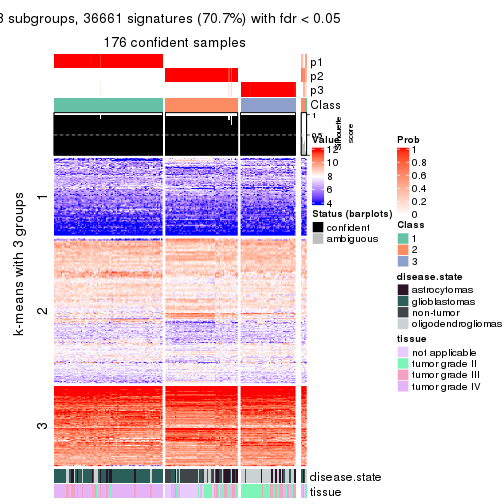 3 subgroups, 36661 signatures (70.7%) with fdr < 0.05
176 confident samples
p1
p2
p3
Class
1
0.5
Silhouette
score
k-means with 3 groups
1
2
3
disease.state
tissue
Value
12
10
8
6
4
Status (barplots)
confident
ambiguous
Prob
1
0.8
0.6
0.4
0.2
0
Class
1
2
3
disease.state
astrocytomas
glioblastomas
non-tumor
oligodendrogliomas
tissue
not applicable
tumor grade II
tumor grade III
tumor grade IV